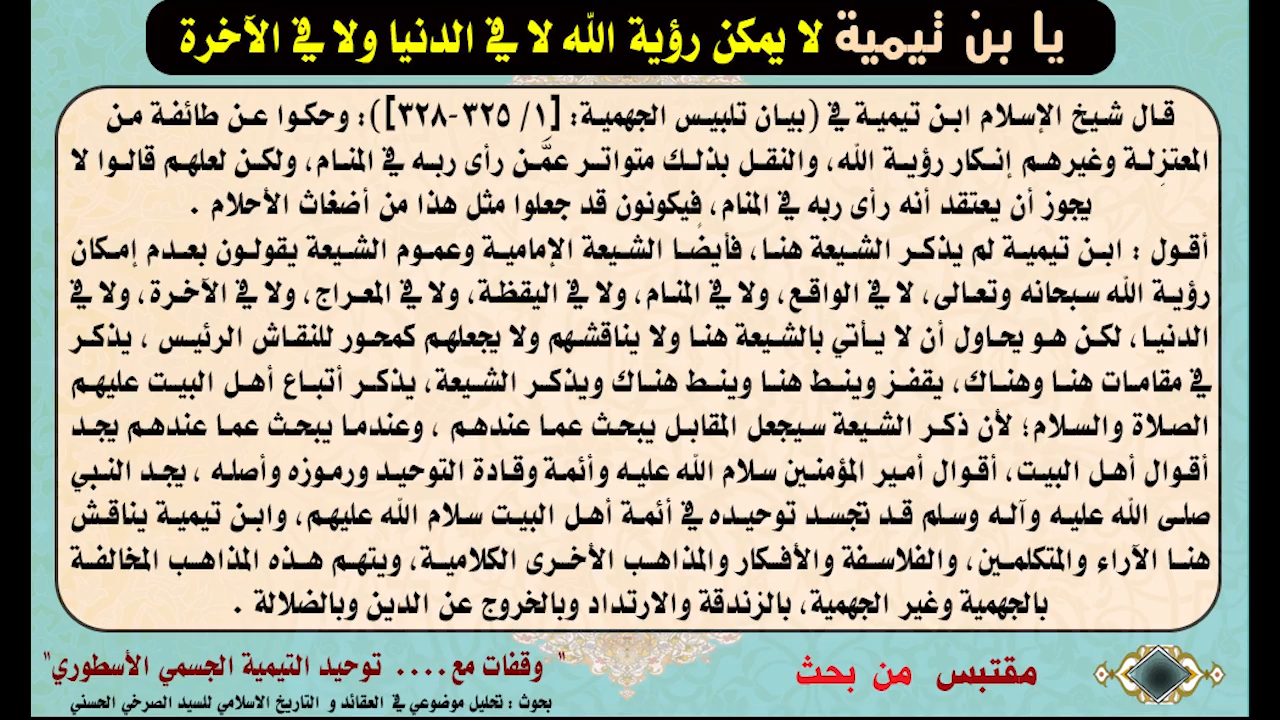 يا بن تيمية لا يمكن رؤية الله لا في الدنيا ولا في الآخرة
قال شيخ الإسلام ابن تيمية في (بيان تلبيس الجهمية: [١/ ٣٢٥-٣٢٨]): وحكوا عن طائفة من
المعتزِلة وغيرهم إنكار رؤية الله، والنقل بذلك متواتر عمَّن رأى ربه في المنام، ولكن لعلهم قالوا لا
يجوز أن يعتقد أنه رأى ربه في المنام، فيكونون قد جعلوا مثل هذا من أضغاث الأحلام .
أقول : ابن تيمية لم يذكر الشيعة هنا، فأيضًا الشيعة الإمامية وعموم الشيعة يقولون بعدم إمكان
رؤية الله سبحانه وتعالى، لا في الواقع، ولا في المنام، ولا في اليقظة، ولا في المعراج، ولا في الآخرة، ولا في
الدنيا، لكن هو يحاول أن لا يأتي بالشيعة هنا ولا يناقشهم ولا يجعلهم كمحور للنقاش الرئيس ، يذكر
في مقامات هنا وهناك، يقفز وينط هنا وينط هناك ويذكر الشيعة، يذكر أتباع أهل البيت عليهم
الصلاة والسلام؛ لأن ذكر الشيعة سيجعل المقابل يبحث عما عندهم ، وعندما يبحث عما عندهم يجد
أقوال أهل البيت، أقوال أمير المؤمنين سلام الله عليه وأئمة وقادة التوحيد ورموزه وأصله ، يجد النبي
صلى الله عليه وآله وسلم قد تجسد توحيده في أئمة أهل البيت سلام الله عليهم، وابن تيمية يناقش
هنا الآراء والمتكلمين، والفلاسفة والأفكار والمذاهب الأخرى الكلامية، ويتهم هذه المذاهب المخالفة
بالجهمية وغير الجهمية، بالزندقة والارتداد وبالخروج عن الدين وبالضلالة .
مقتبس من بحث
" وقفات مع.... توحيد التيمية الجسمي الأسطوري"
بحوث : تحليل موضوعي في العقائد و التاريخ الاسلامي للسيد الصرخي الحسني